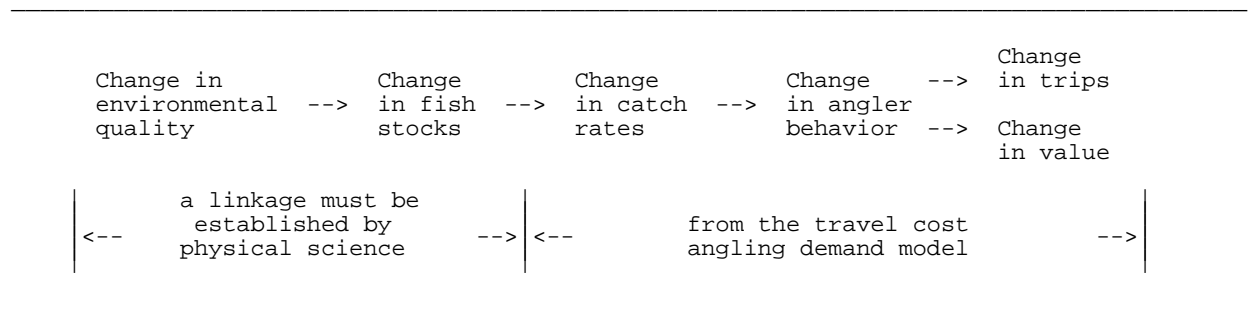 Change
Change in Change Change Change --> in trips
environmental --> in fish --> in catch --> in angler
quality stocks rates behavior --> Change
in value
a linkage must be
<-- established by -->|<-- from the travel cost -->
physical science angling demand model